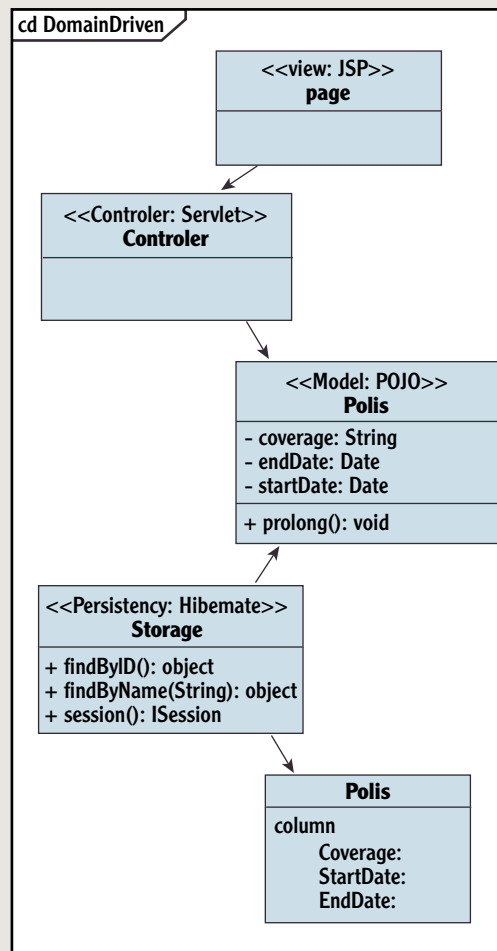 cd DomainDriven
<<view: JSP>>
page
<<Controler: Servlet>>
Controler
<<Model: POJO>>
Polis
- coverage: String
- endDate: Date
- startDate: Date
+ prolong(): void
<<Persistency: Hibemate>>
Storage
+ findByID(): object
+ findByName(String): object
+ session(): ISession
Polis
column
Coverage:
StartDate:
EndDate: